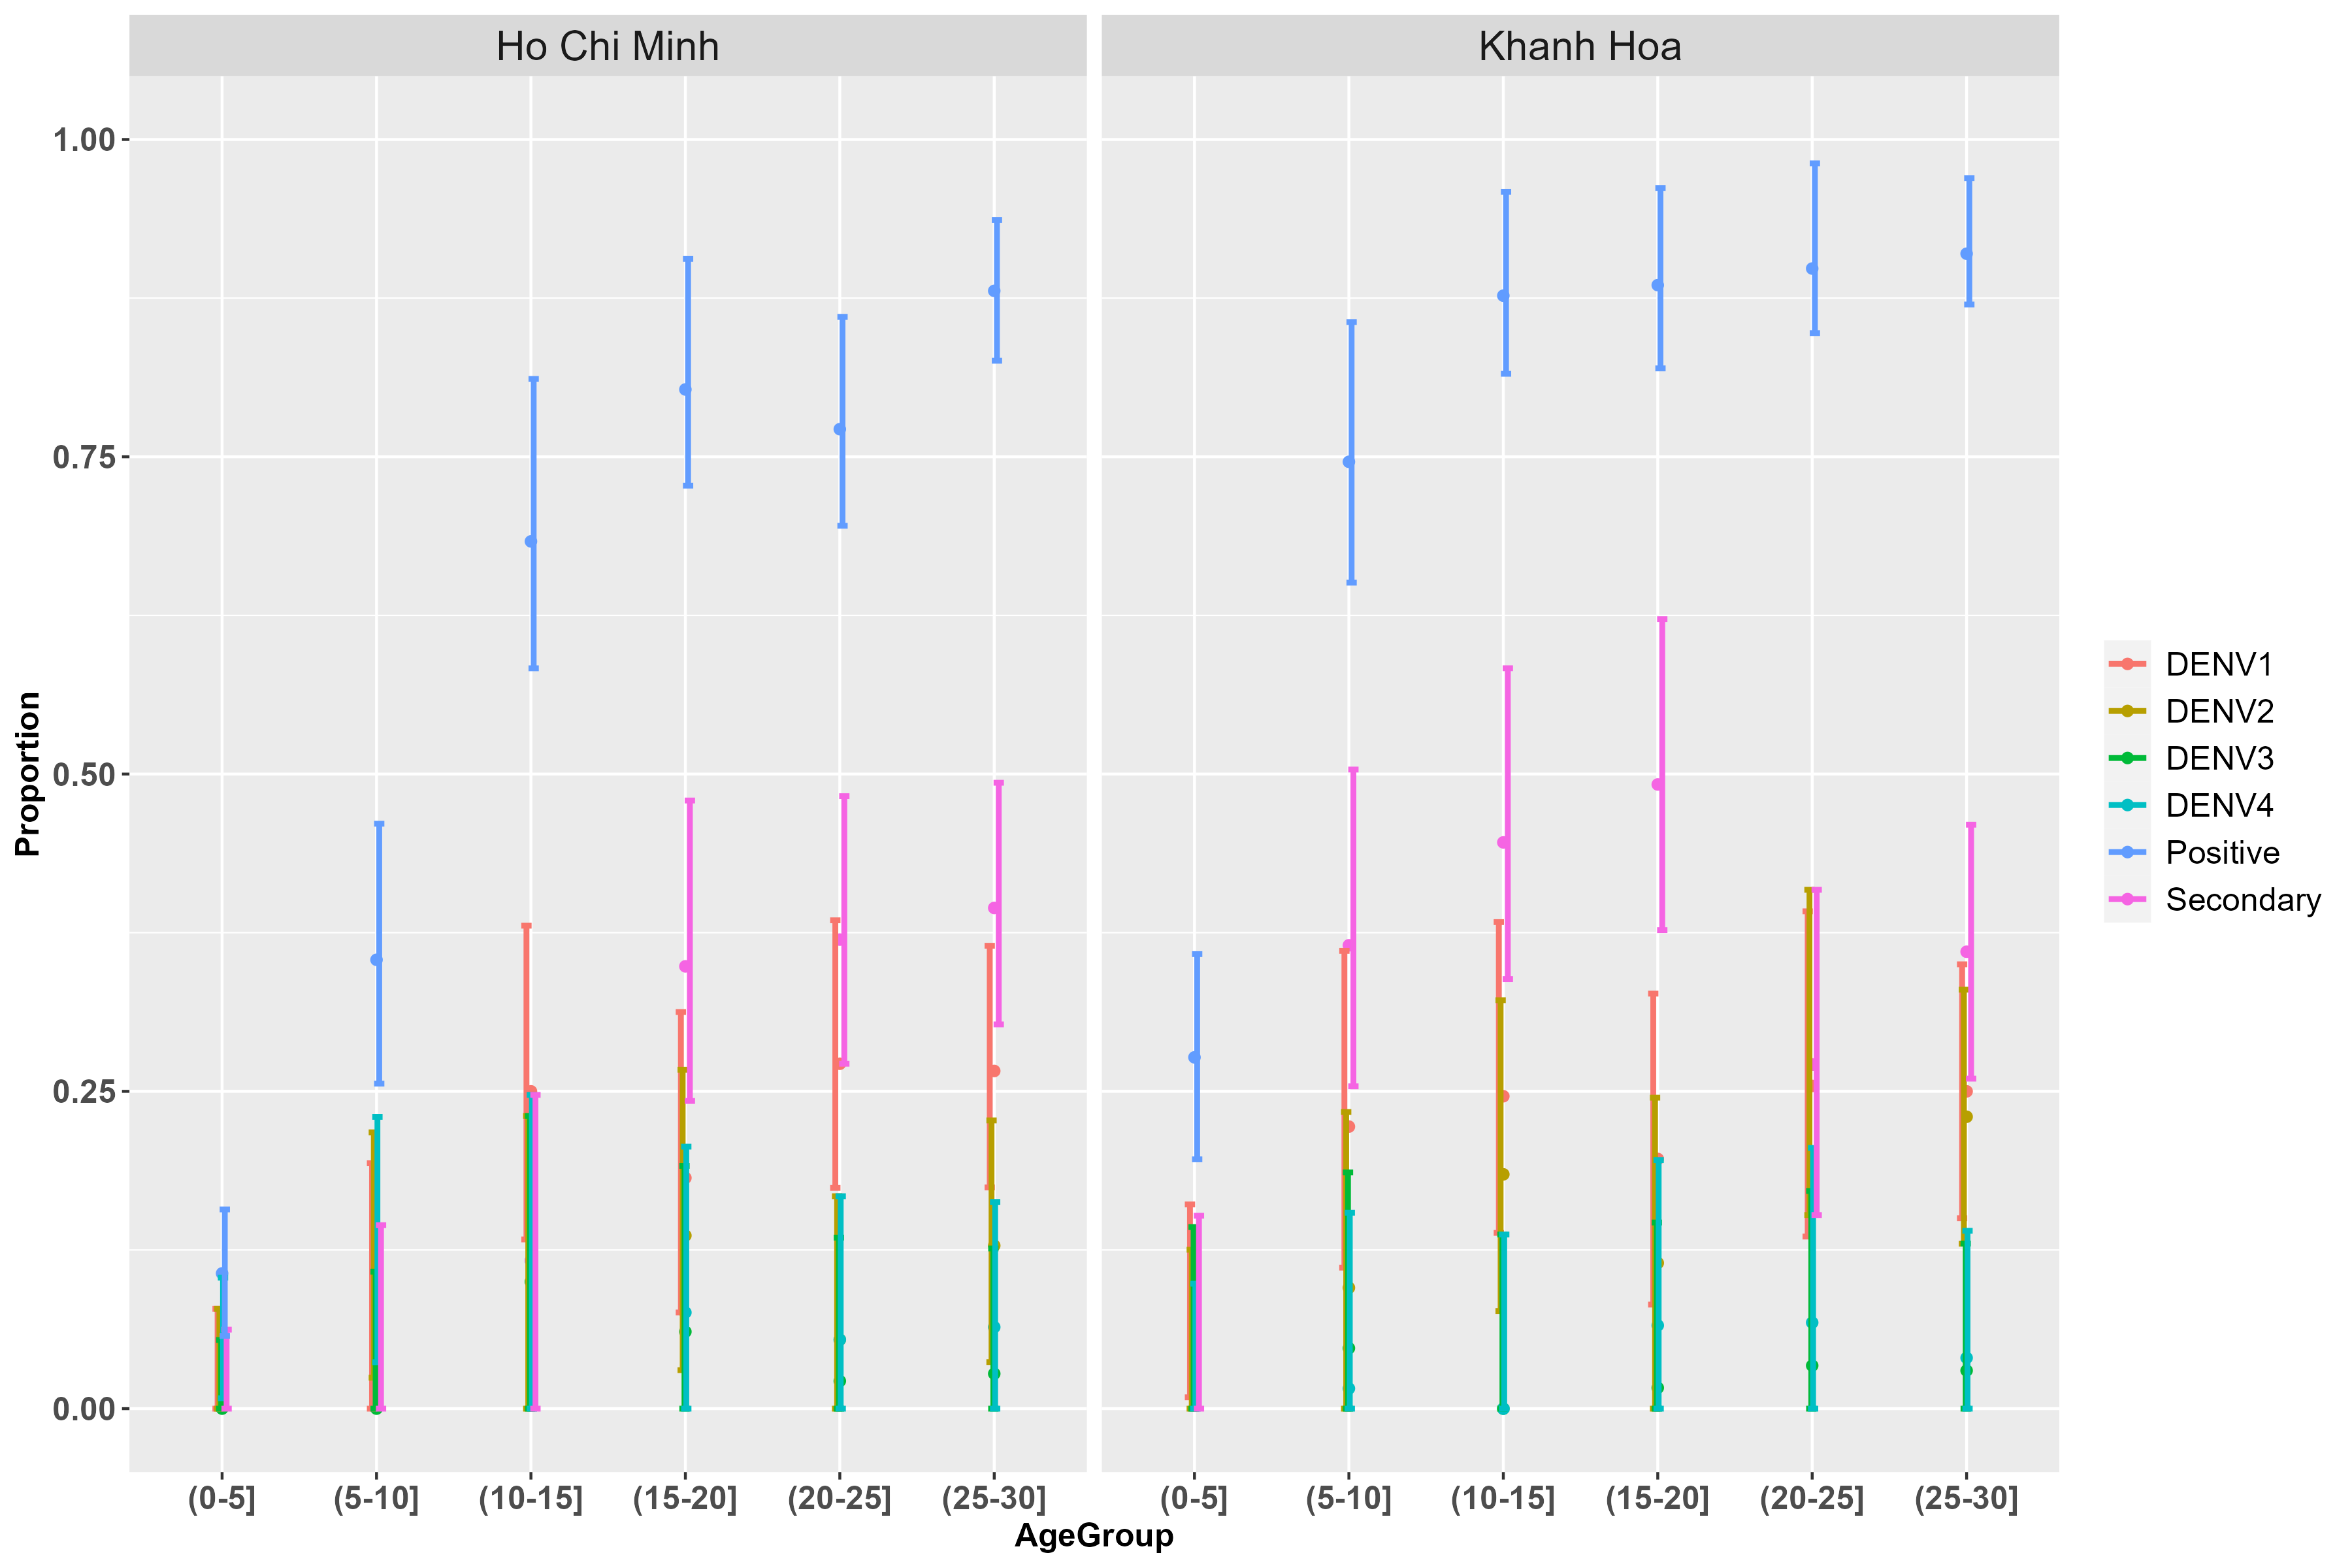 Ho Chi Minh
Khanh Hoa
1.00
0.75
0.50
0.25
0.00
Proportion
(0-5]
(5-10]
(10-15]
(15-20]
(20-25]
(25-30]
(0-5]
(5-10]
(10-15]
(15-20]
(20-25]
(25-30]
AgeGroup
DENV1
DENV2
DENV3
DENV4
Positive
Secondary